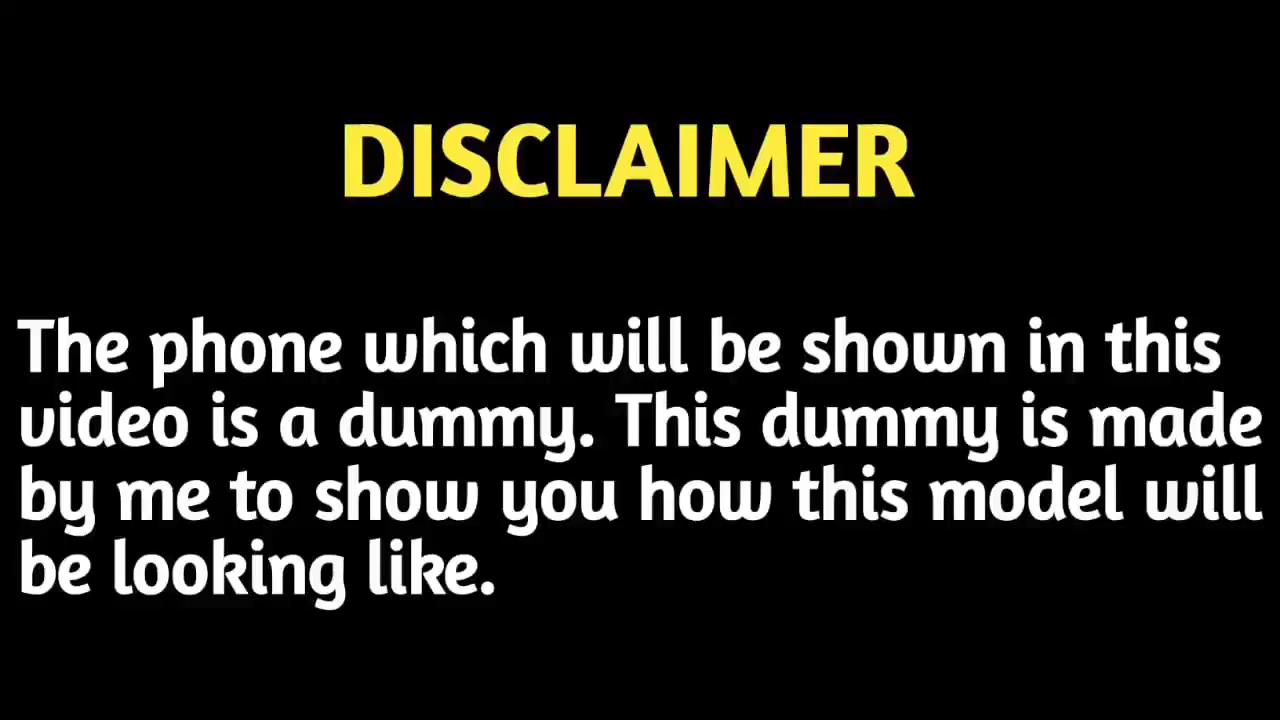 DISCLAIMER
The phone which will be shown in this
video is a dummy. This dummy is made
by me to show you how this model will
be looking like.